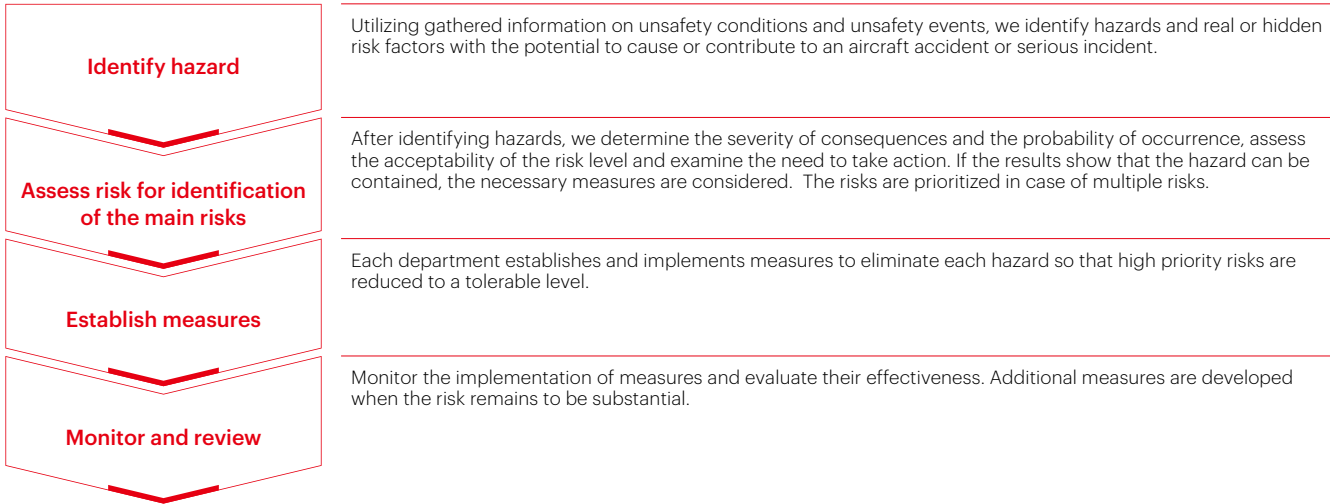 Identify hazard
Utilizing gathered information on unsafety conditions and unsafety events, we identify hazards and real or hidden
risk factors with the potential to cause or contribute to an aircraft accident or serious incident.
Assess risk for identification
of the main risks
After identifying hazards, we determine the severity of consequences and the probability of occurrence, assess
the acceptability of the risk level and examine the need to take action. If the results show that the hazard can be
contained, the necessary measures are considered.  The risks are prioritized in case of multiple risks.
Establish measures
Each department establishes and implements measures to eliminate each hazard so that high priority risks are
reduced to a tolerable level.
Monitor and review
Monitor the implementation of measures and evaluate their effectiveness. Additional measures are developed
when the risk remains to be substantial.